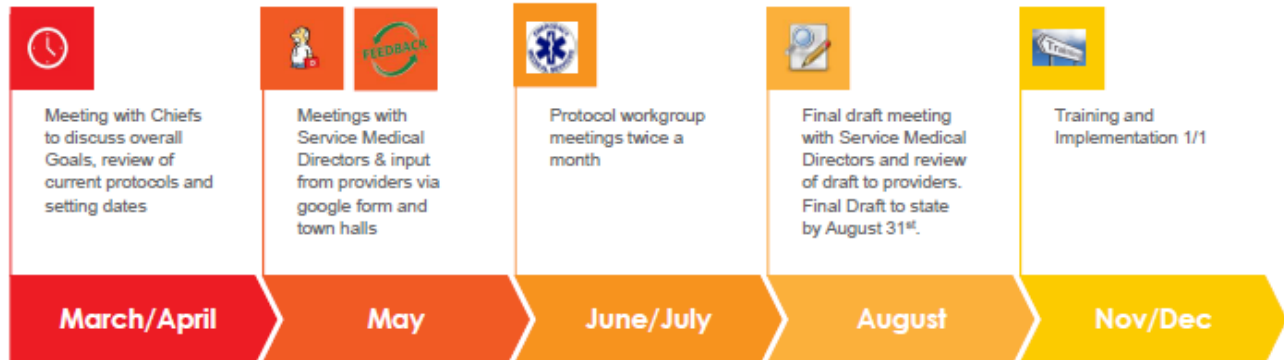 FEEDBACK
Training
Meeting with Chiefs
to discuss overall
Goals, review of
current protocols and
setting dates
Meetings with
Service Medical
Directors & input
from providers via
google form and
town halls
Protocol workgroup
meetings twice a
month
Final draft meeting
with Service Medical
Directors and review
of draft to providers.
Final Draft to state
by August 31st.
Training and
Implementation 1/1
March/April
May
June/July
August
Nov/Dec